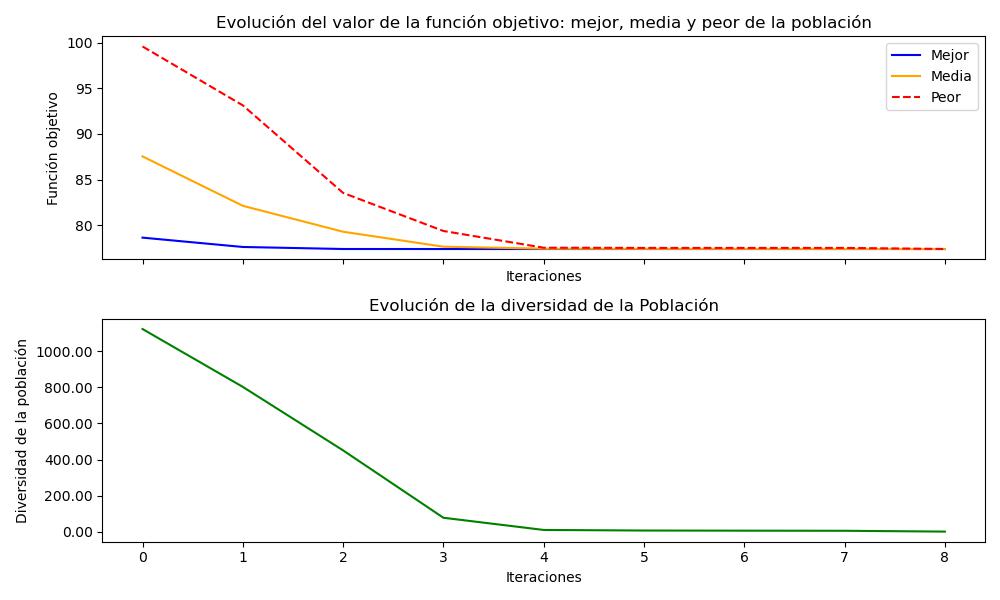 Evolución del valor de la función objetivo: mejor, media y peor de la población
100
95
90
85
80
Función objetivo
Mejor
Media
Peor
Iteraciones
Evolución de la diversidad de la Población
1000.00
800.00
600.00
400.00
200.00
0.00
Diversidad de la población
0 1 2 3 4 5 6 7 8
Iteraciones